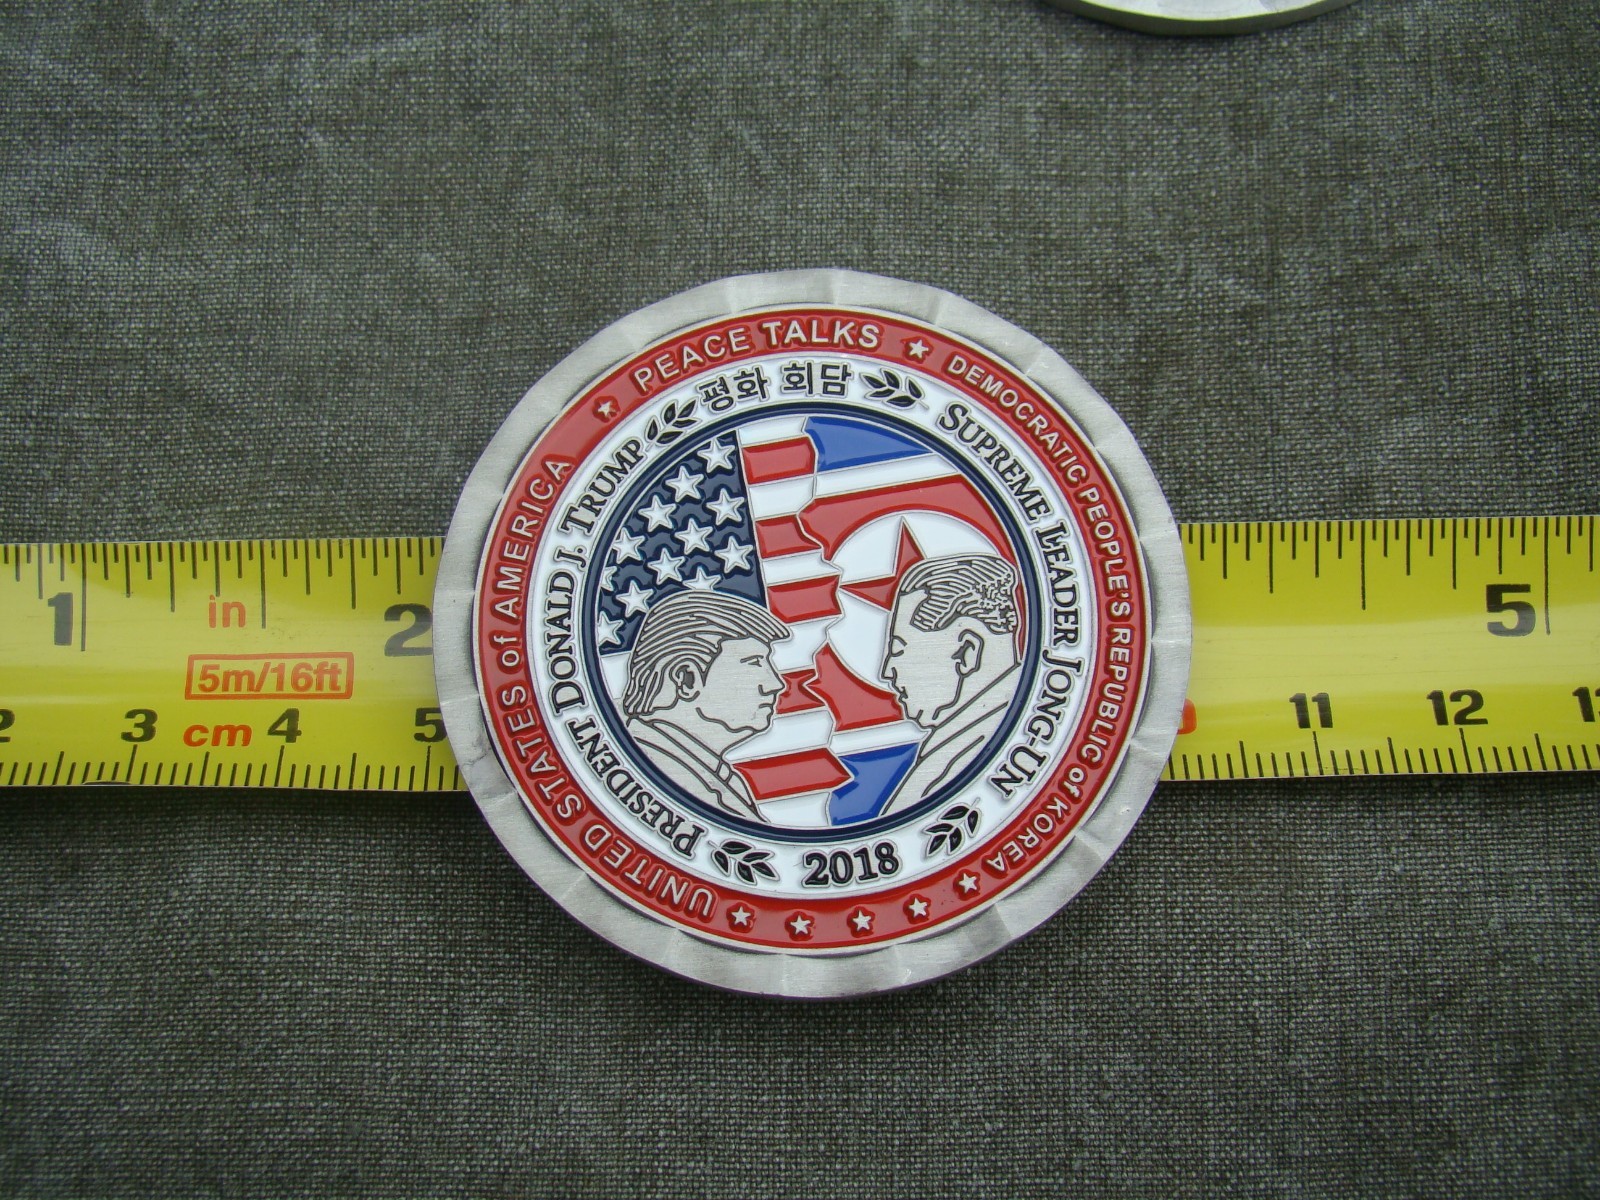 PEACE TALKS
DEMOCRATIC PEOPLE'S REPUBLIC of KOREA
UNITED STATES of AMERICA
평화 회담
PRESIDENT DONALD J. TRUMP
SUPREME LEADER JONG-UN
2018
1 in 2 5
5m/16ft
2 3 cm 4 5 11 12